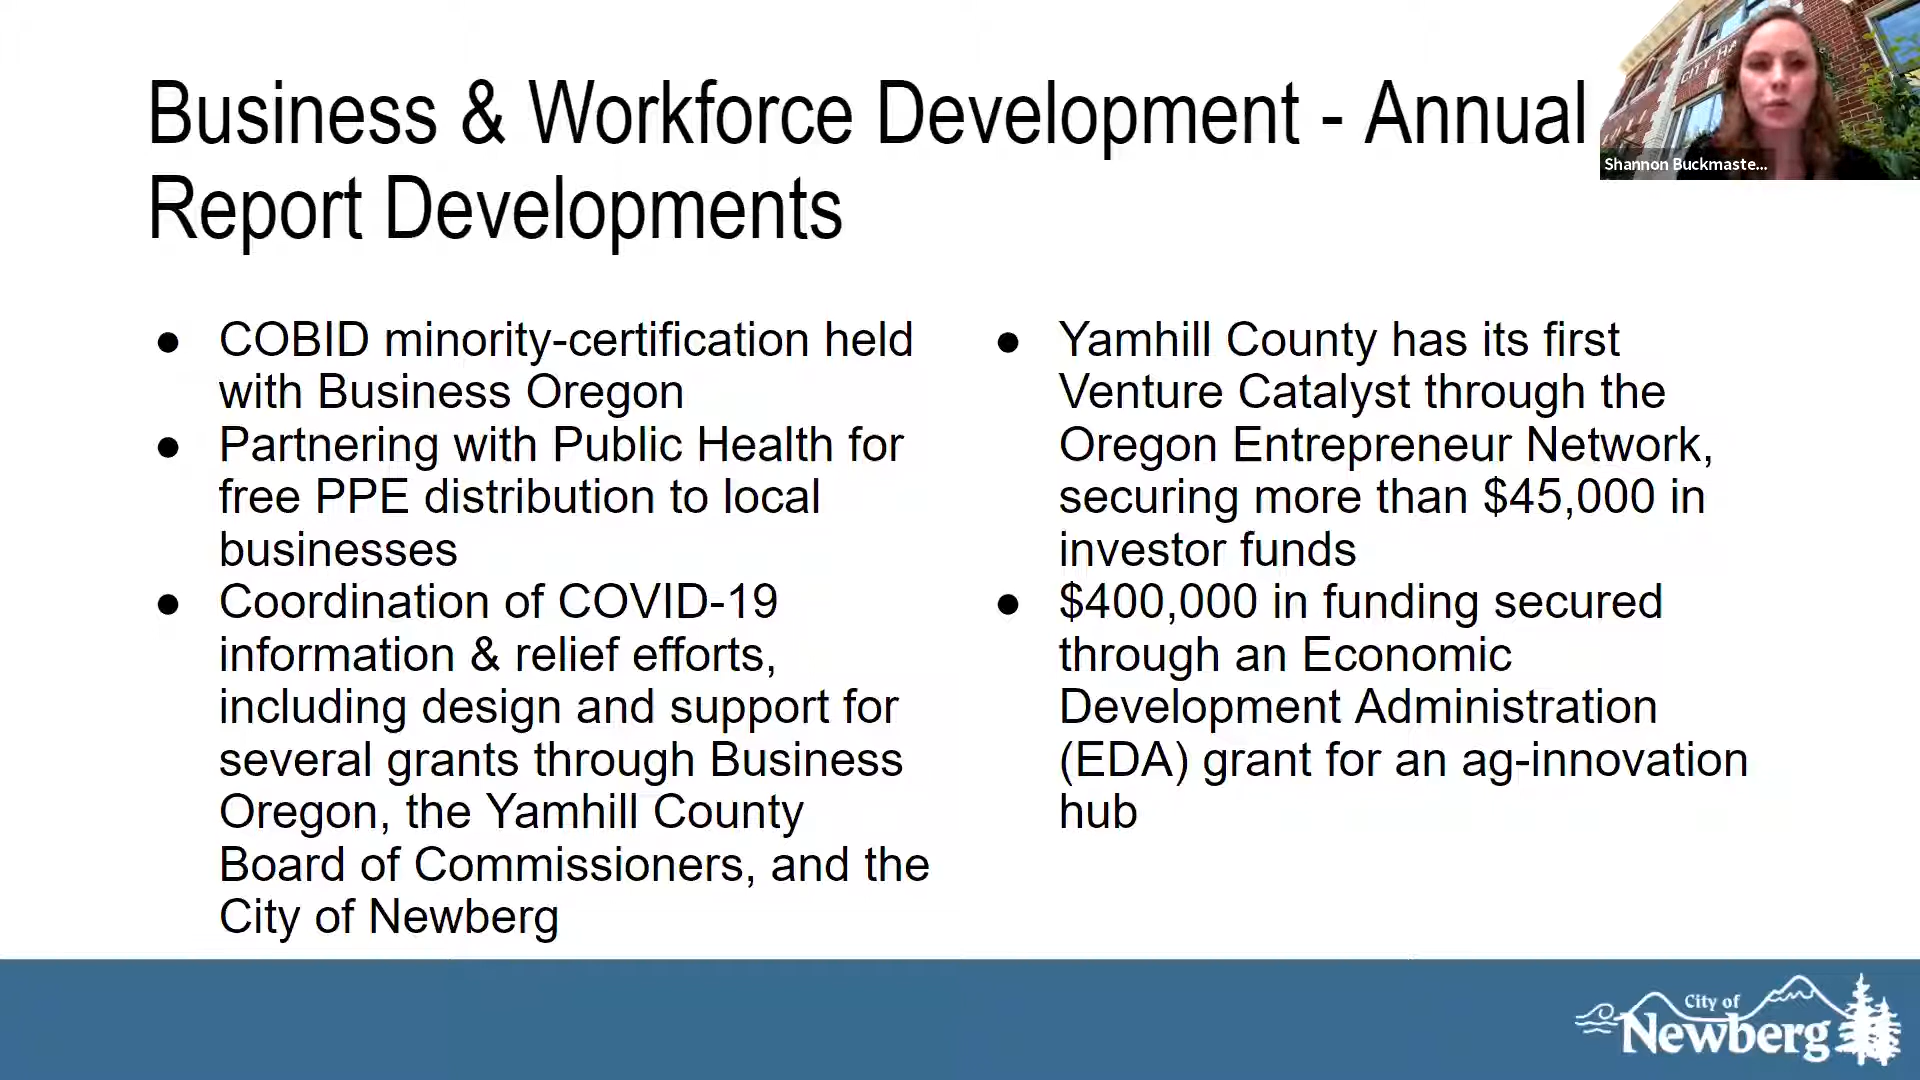 Business & Workforce Development - Annual
Report Developments
CITY HA
Shannon Buckmaste...
● COBID minority-certification held
with Business Oregon
● Partnering with Public Health for
free PPE distribution to local
businesses
● Coordination of COVID-19
information & relief efforts,
including design and support for
several grants through Business
Oregon, the Yamhill County
Board of Commissioners, and the
City of Newberg
● Yamhill County has its first
Venture Catalyst through the
Oregon Entrepreneur Network,
securing more than $45,000 in
investor funds
● $400,000 in funding secured
through an Economic
Development Administration
(EDA) grant for an ag-innovation
hub
City of
Newberg